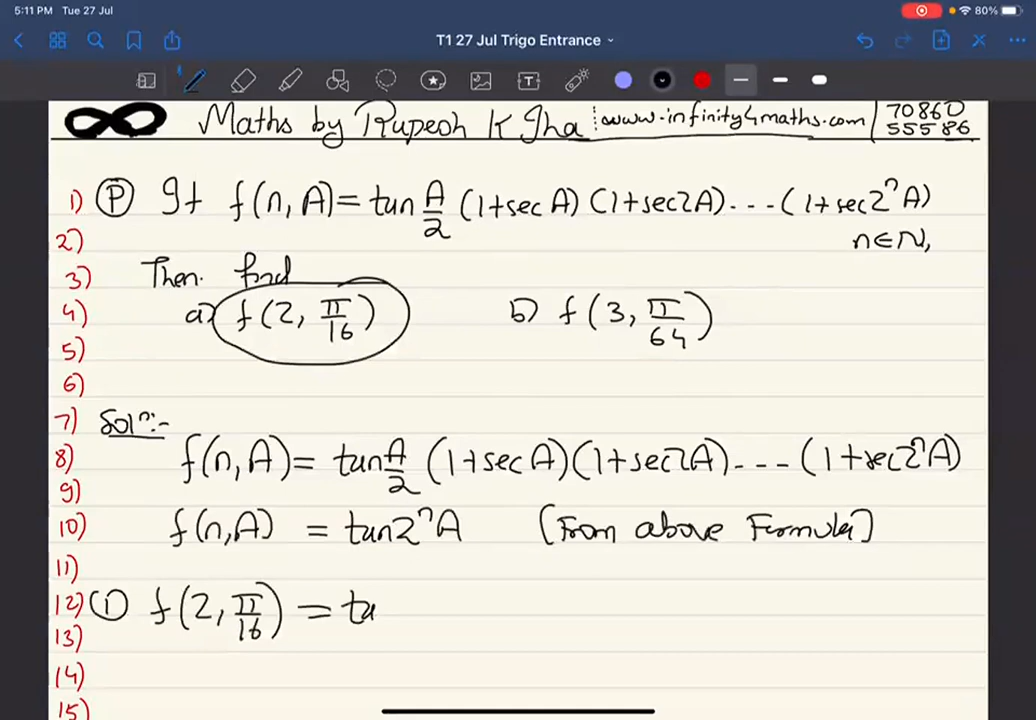 5:11 PM Tue 27 Jul 80%
T1 27 Jul Trigo Entrance
T
Maths by Rupesh K Jha www.infinity4maths.com 70860 55586
1) P If f(n, A) = tan A/2 (1+sec A) (1+sec2A)...(1+sec2ⁿA)
2) n∈N,
3) Then find
4) a) f(2, π/16) b) f(3, π/64)
5)
6)
7) Solⁿ:-
8) f(n, A) = tan A/2 (1+sec A)(1+sec2A)...(1+sec2ⁿA)
9)
10) f(n,A) = tan2ⁿA [From above Formula]
11)
12) 1 f(2, π/16) = ta
13)
14)
15)